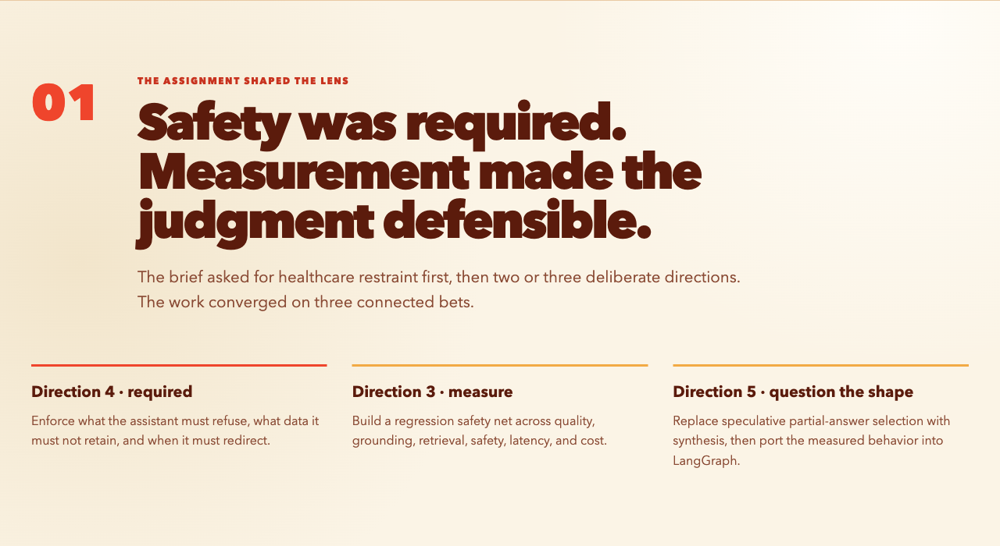 01
THE ASSIGNMENT SHAPED THE LENS
Safety was required.
Measurement made the
judgment defensible.
The brief asked for healthcare restraint first, then two or three deliberate directions.
The work converged on three connected bets.
Direction 4 · required
Enforce what the assistant must refuse, what data it
must not retain, and when it must redirect.
Direction 3 · measure
Build a regression safety net across quality,
grounding, retrieval, safety, latency, and cost.
Direction 5 · question the shape
Replace speculative partial-answer selection with
synthesis, then port the measured behavior into
LangGraph.